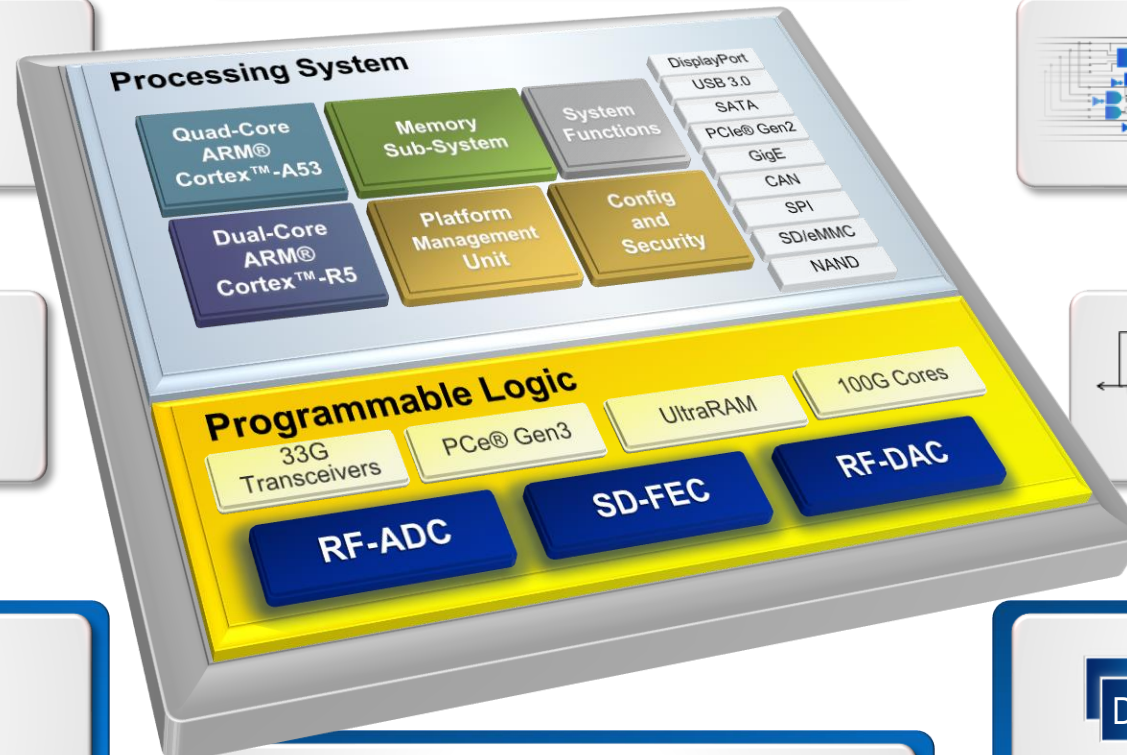 Processing System
Quad-Core
ARM®
Cortex™-A53
Memory
Sub-System
System
Functions
Dual-Core
ARM®
Cortex™-R5
Platform
Management
Unit
Config
and
Security
DisplayPort
USB 3.0
SATA
PCIe® Gen2
GigE
CAN
SPI
SD/eMMC
NAND
Programmable Logic
33G
Transceivers
PCe® Gen3
UltraRAM
100G Cores
RF-ADC
SD-FEC
RF-DAC